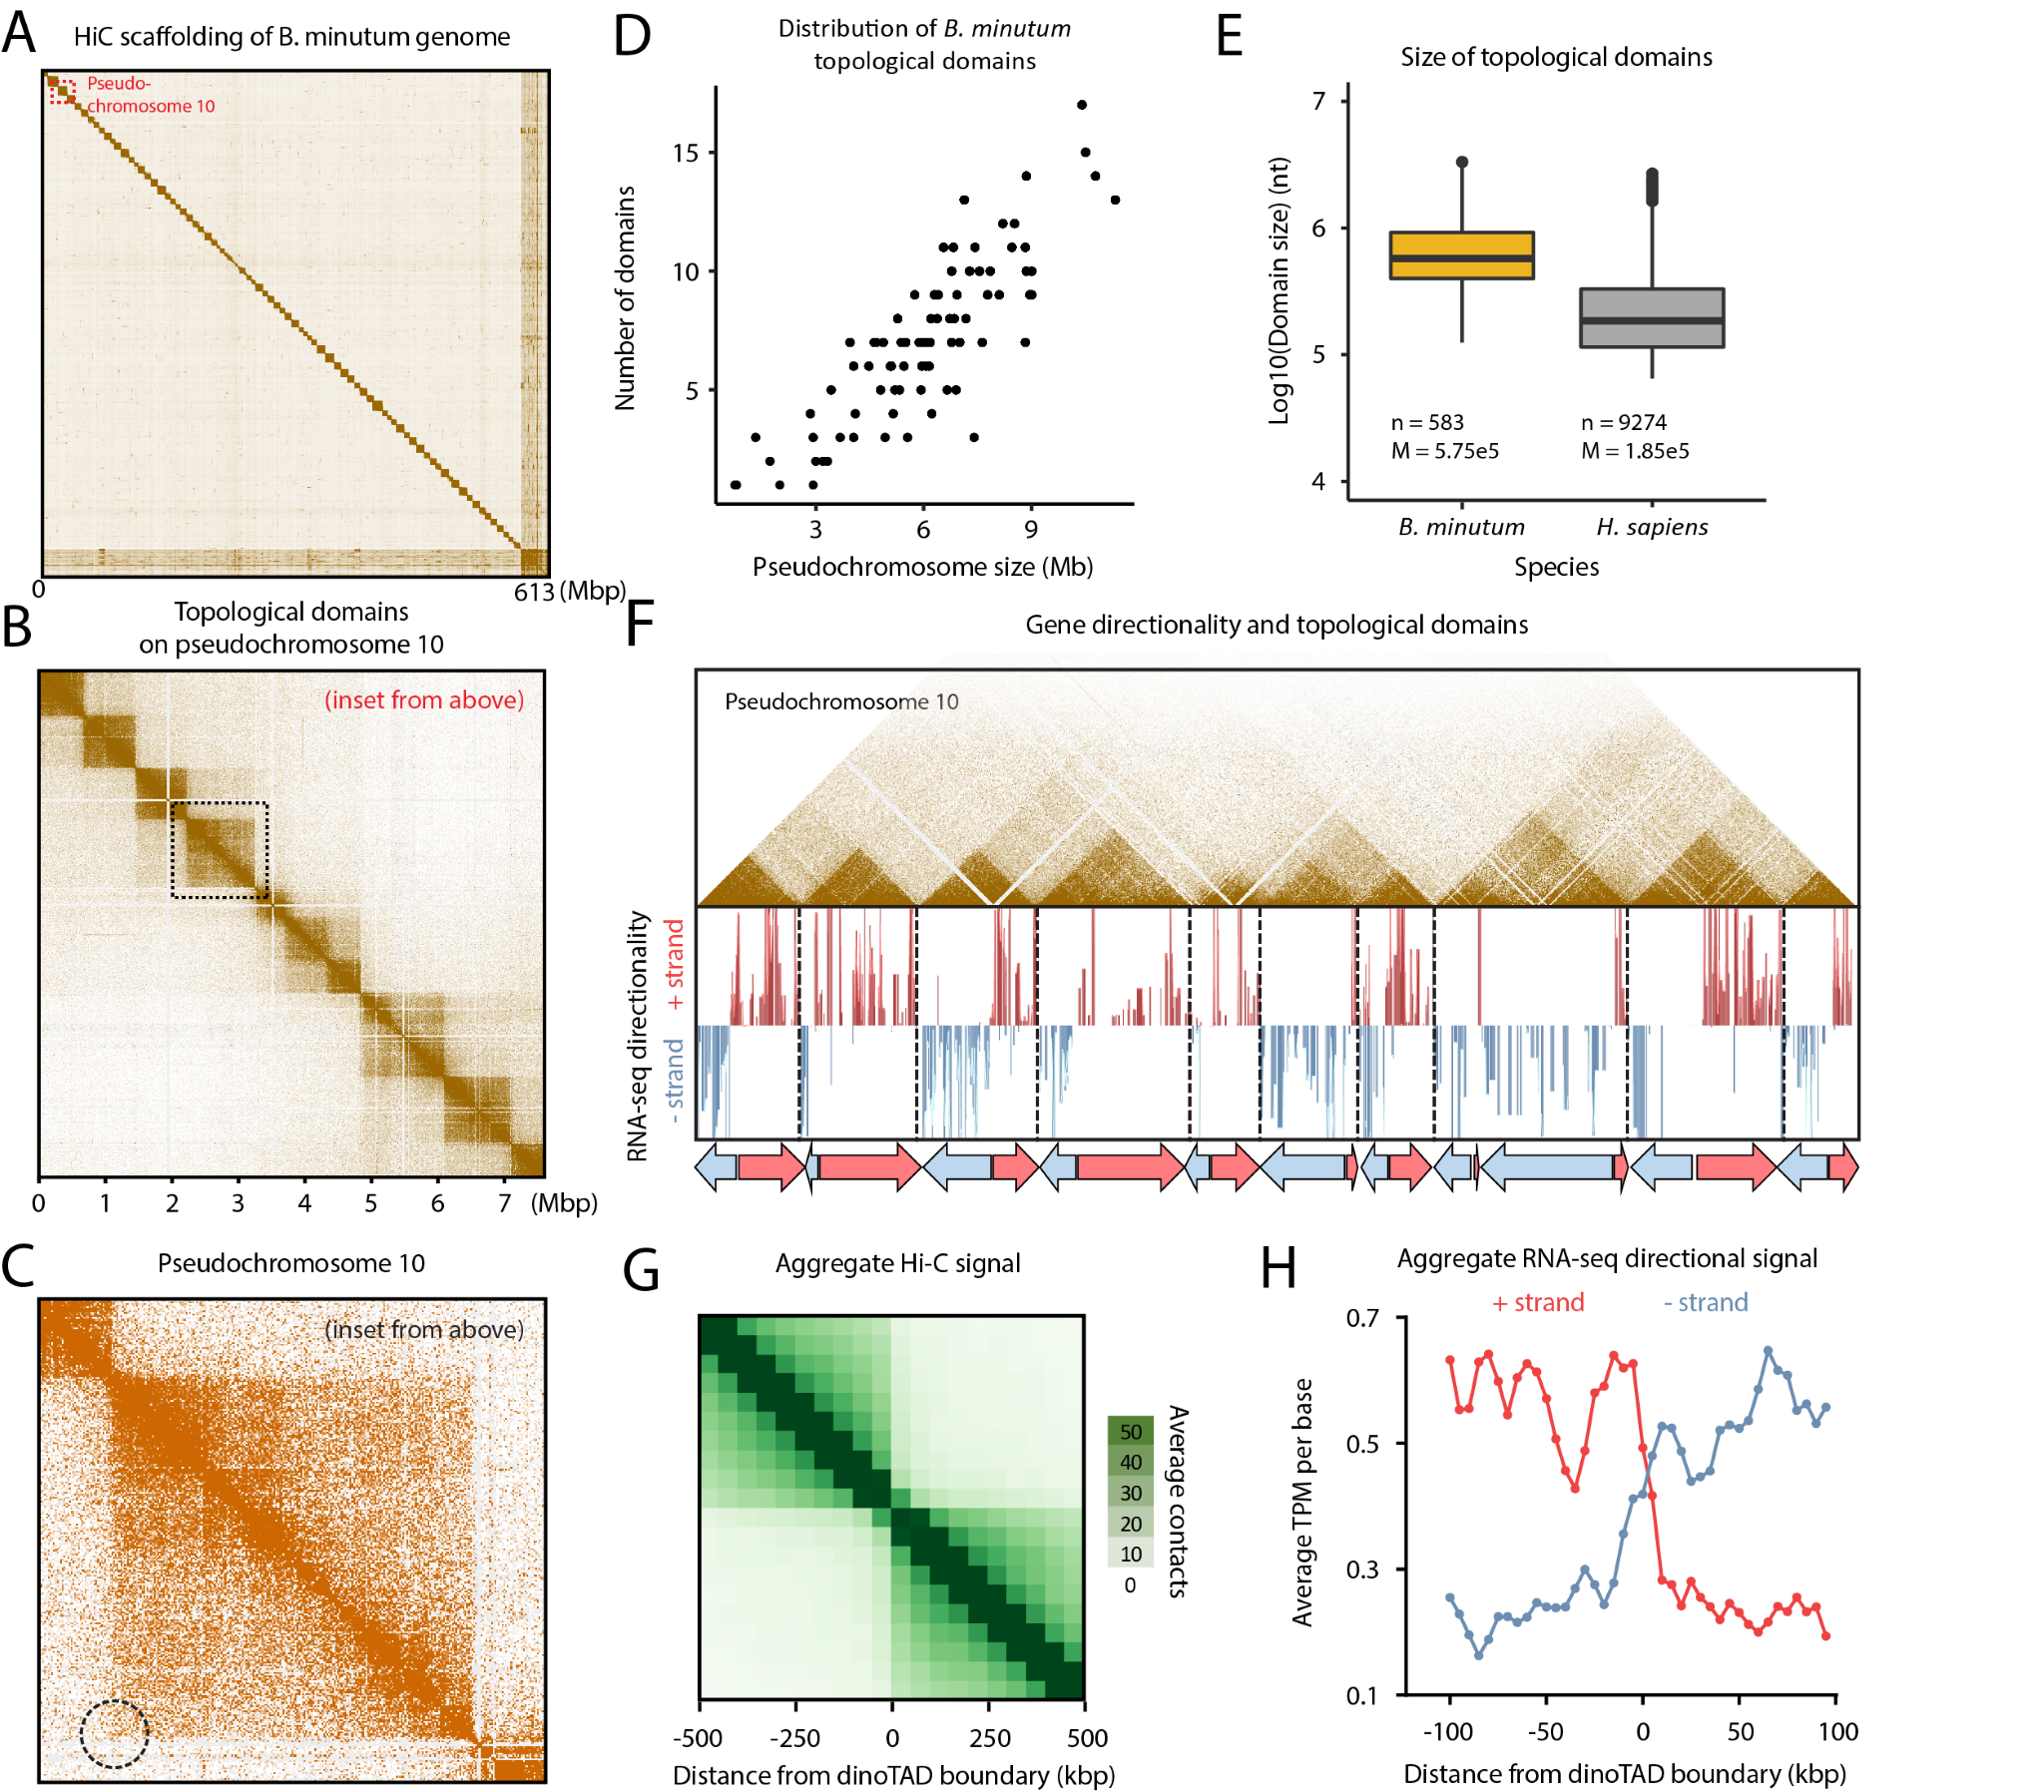 A
HiC scaffolding of B. minutum genome
Pseudo-
chromosome 10
0
613 (Mbp)
B
Topological domains
on pseudochromosome 10
(inset from above)
0 1 2 3 4 5 6 7 (Mbp)
C
Pseudochromosome 10
(inset from above)
D
Distribution of B. minutum
topological domains
Number of domains
15
10
5
3 6 9
Pseudochromosome size (Mb)
E
Size of topological domains
Log10(Domain size) (nt)
7
6
5
4
n = 583
M = 5.75e5
n = 9274
M = 1.85e5
B. minutum
H. sapiens
Species
F
Gene directionality and topological domains
Pseudochromosome 10
RNA-seq directionality
+ strand
- strand
G
Aggregate Hi-C signal
50
40
30
20
10
0
Average contacts
-500 -250 0 250 500
Distance from dinoTAD boundary (kbp)
H
Aggregate RNA-seq directional signal
+ strand
- strand
Average TPM per base
0.7
0.5
0.3
0.1
-100 -50 0 50 100
Distance from dinoTAD boundary (kbp)